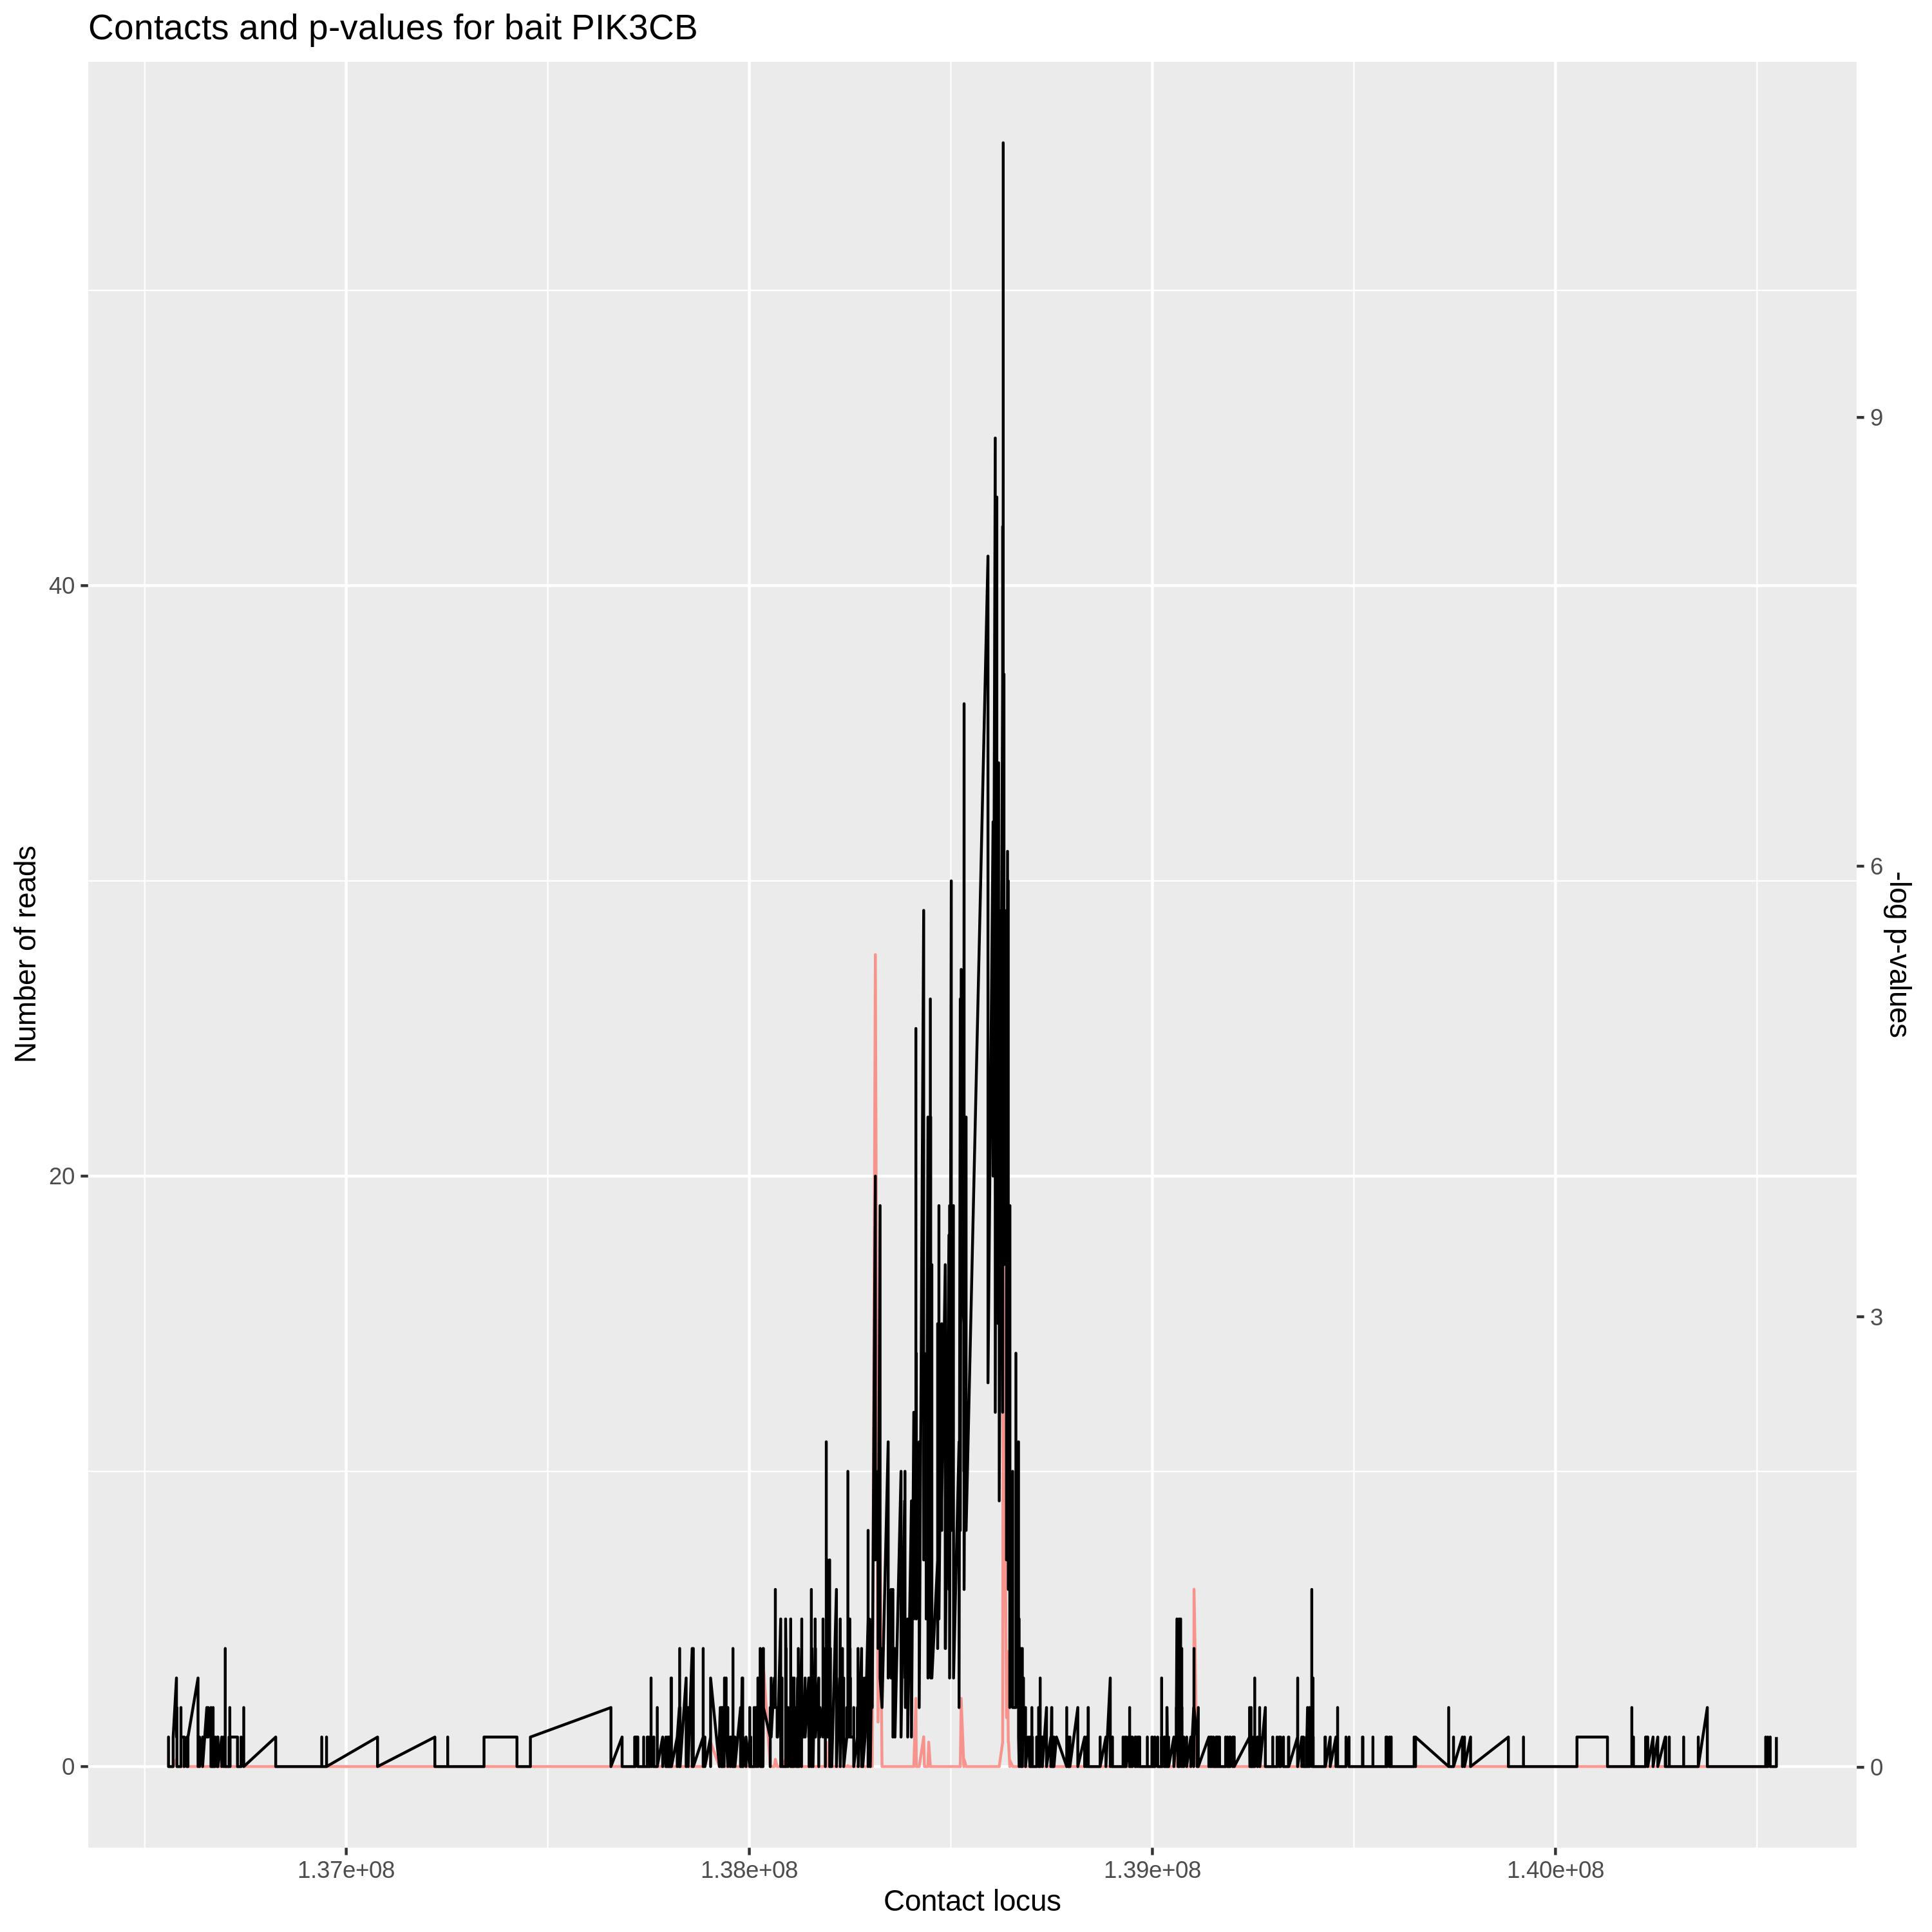 Contacts and p-values for bait PIK3CB
Number of reads
40
20
0
9
6
3
0
-log p-values
1.37e+08
1.38e+08
1.39e+08
1.40e+08
Contact locus